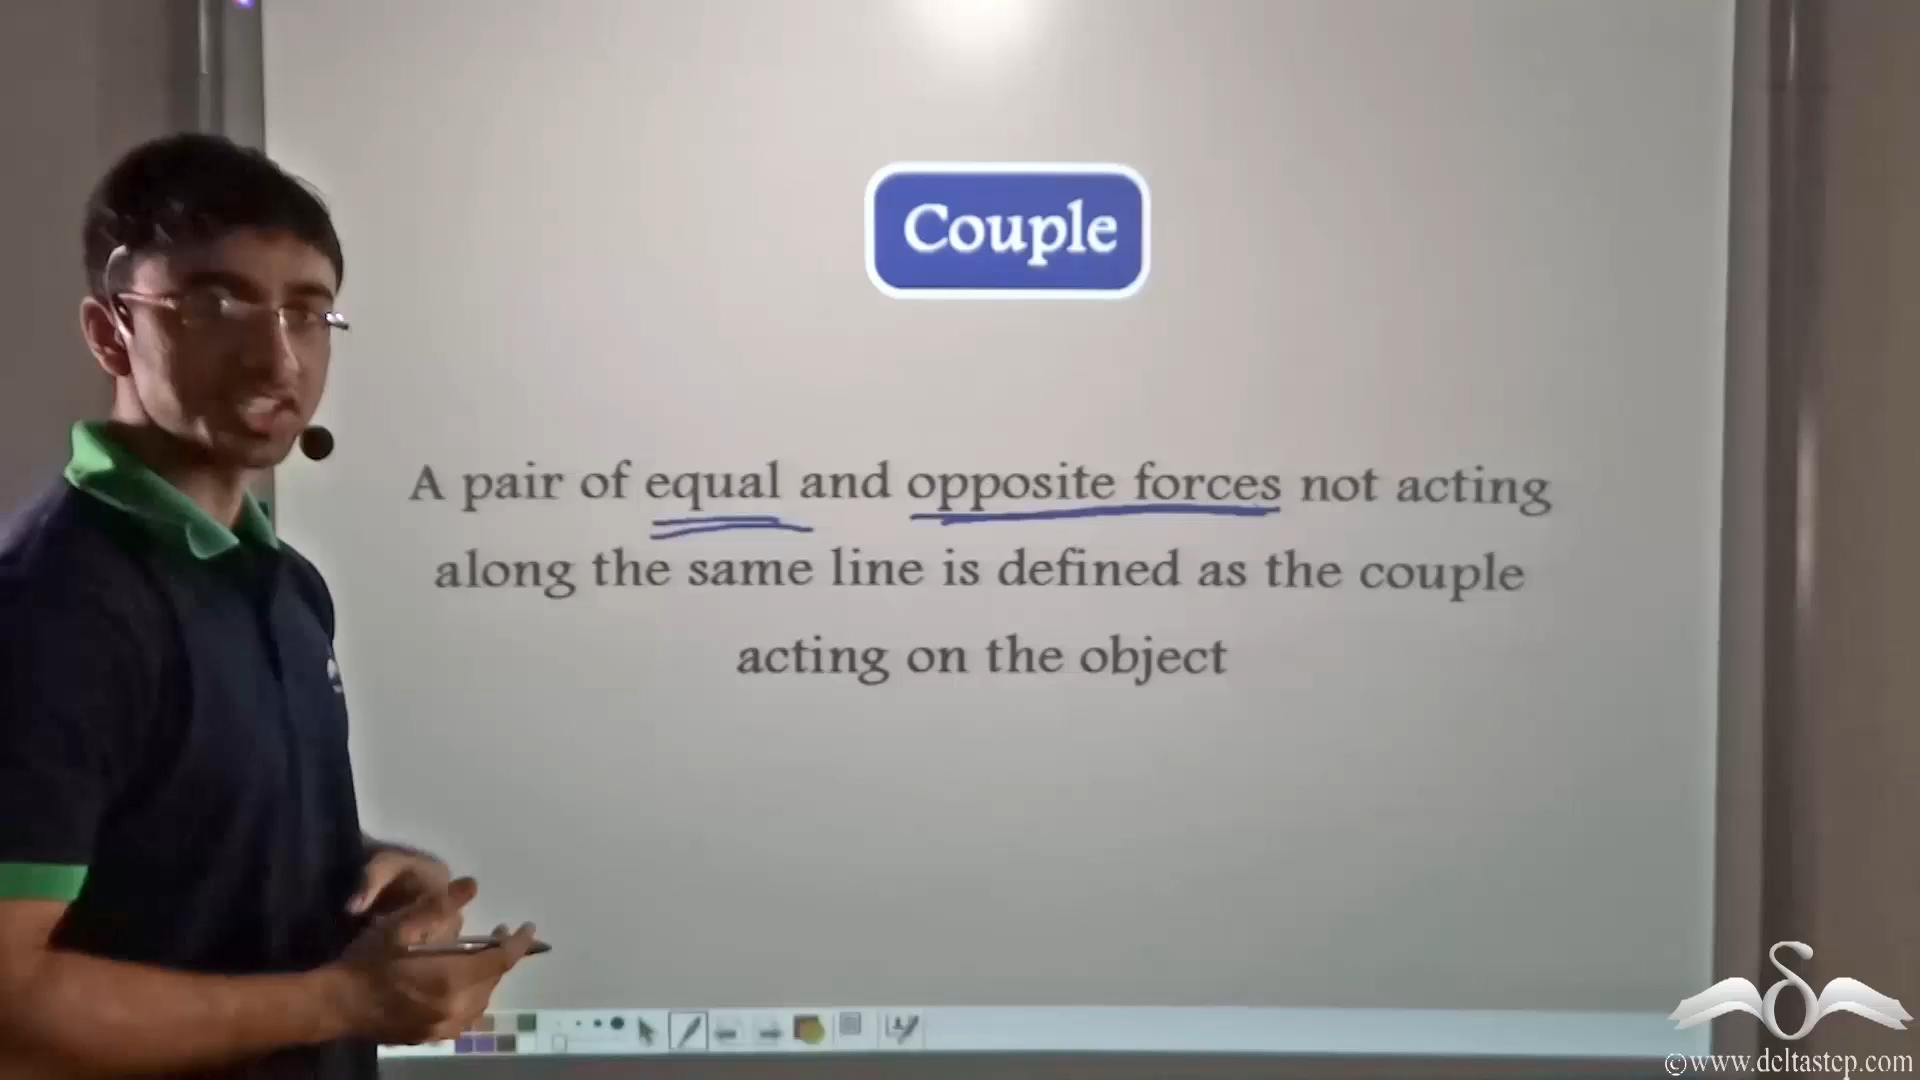 Couple
A pair of equal and opposite forces not acting
along the same line is defined as the couple
acting on the object
©www.deltastep.com